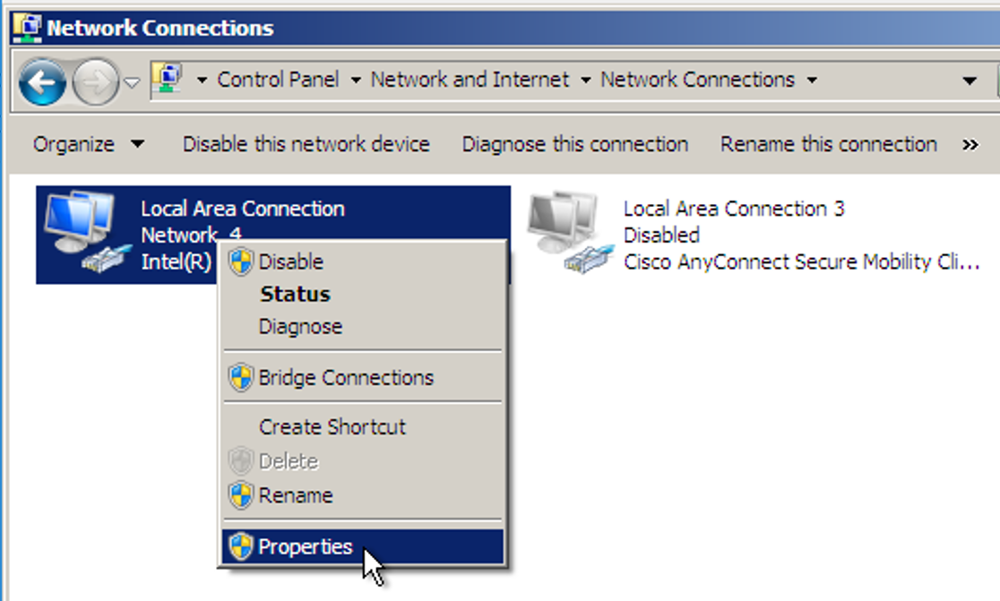 Network Connections
Control Panel Network and Internet Network Connections
Organize Disable this network device Diagnose this connection Rename this connection »
Local Area Connection
Network 4
Intel(R)
Local Area Connection 3
Disabled
Cisco AnyConnect Secure Mobility Cli...
Disable
Status
Diagnose
Bridge Connections
Create Shortcut
Delete
Rename
Properties